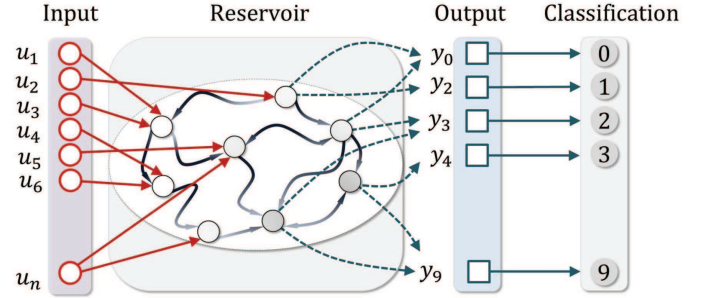 Input Reservoir Output Classification
u1 y0 0
u2 y2 1
u3 y3 2
u4 y4 3
u5
u6
un y9 9